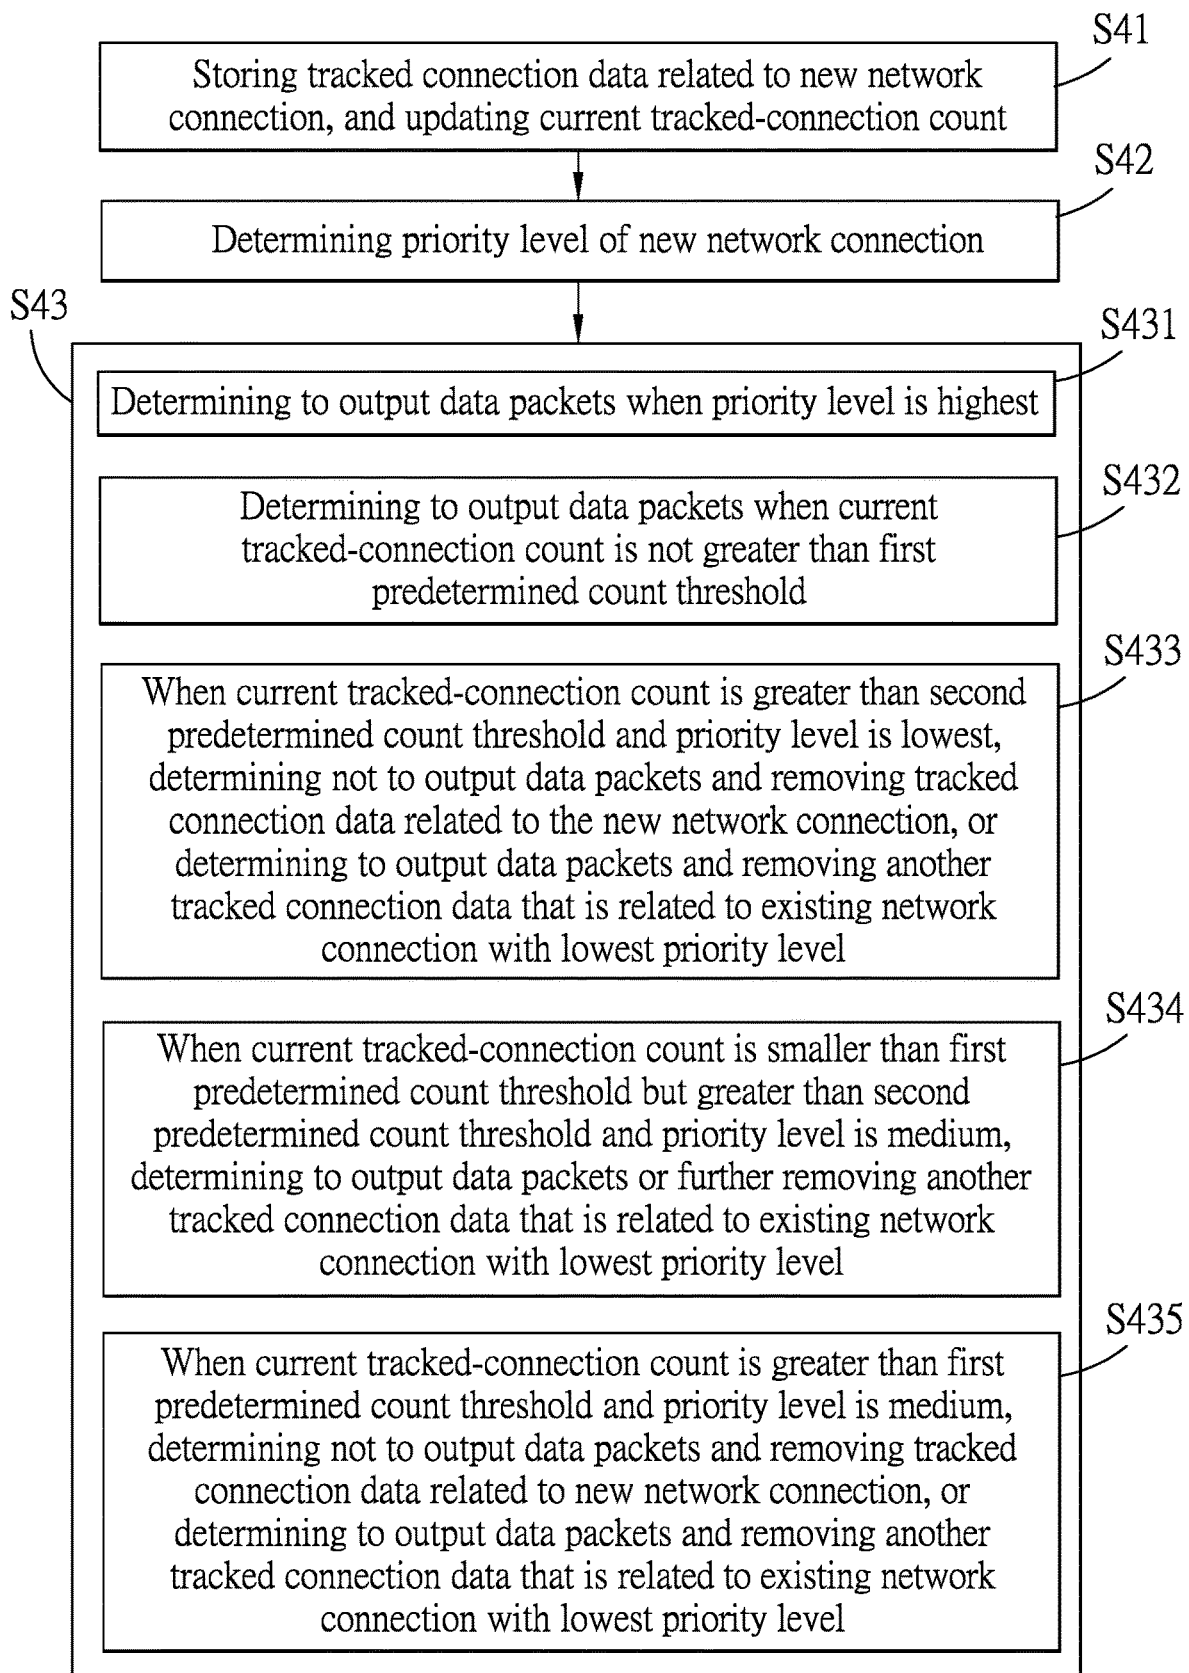 S41
Storing tracked connection data related to new network
connection, and updating current tracked-connection count
S42
Determining priority level of new network connection
S43
S431
Determining to output data packets when priority level is highest
S432
Determining to output data packets when current
tracked-connection count is not greater than first
predetermined count threshold
S433
When current tracked-connection count is greater than second
predetermined count threshold and priority level is lowest,
determining not to output data packets and removing tracked
connection data related to the new network connection, or
determining to output data packets and removing another
tracked connection data that is related to existing network
connection with lowest priority level
S434
When current tracked-connection count is smaller than first
predetermined count threshold but greater than second
predetermined count threshold and priority level is medium,
determining to output data packets or further removing another
tracked connection data that is related to existing network
connection with lowest priority level
S435
When current tracked-connection count is greater than first
predetermined count threshold and priority level is medium,
determining not to output data packets and removing tracked
connection data related to new network connection, or
determining to output data packets and removing another
tracked connection data that is related to existing network
connection with lowest priority level